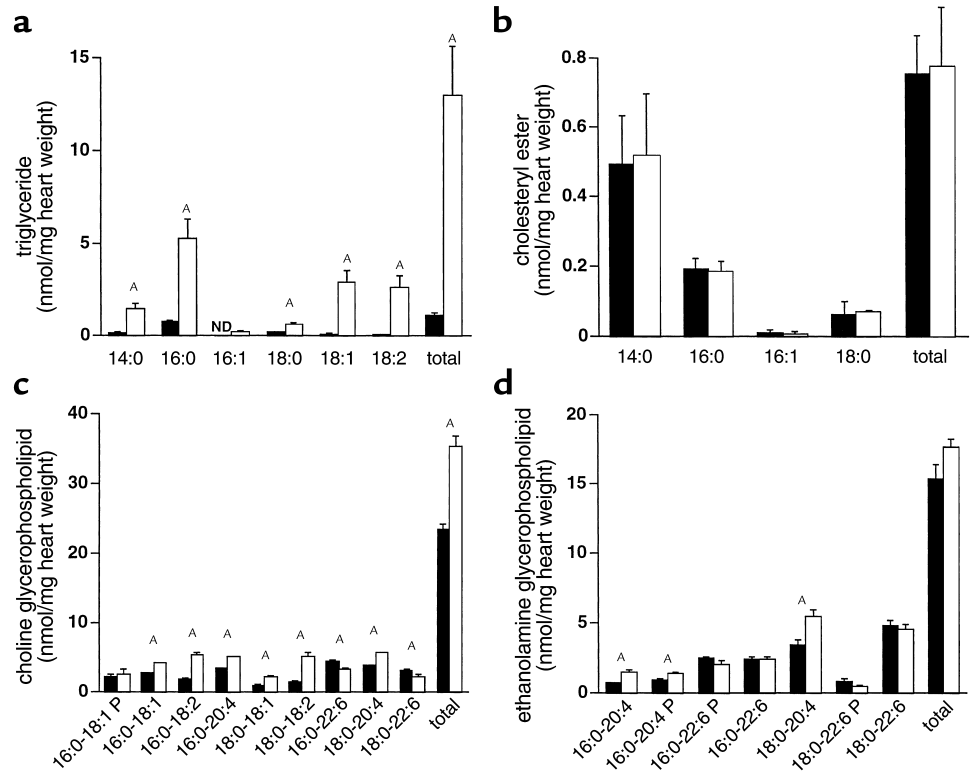 a
triglyceride
(nmol/mg heart weight)
15
10
5
0
A
A
ND
A
A
A
A
14:0 16:0 16:1 18:0 18:1 18:2 total
b
cholesteryl ester
(nmol/mg heart weight)
0.8
0.6
0.4
0.2
0
14:0 16:0 16:1 18:0 total
c
choline glycerophospholipid
(nmol/mg heart weight)
40
30
20
10
0
A
A
A
A
A
A
A
A
A
16:0-18:1 P
16:0-18:1
16:0-18:2
16:0-20:4
18:0-18:1
18:0-18:2
16:0-22:6
18:0-20:4
18:0-22:6
total
d
ethanolamine glycerophospholipid
(nmol/mg heart weight)
20
15
10
5
0
A
A
A
16:0-20:4
16:0-20:4 P
16:0-22:6 P
16:0-22:6
18:0-20:4
18:0-22:6 P
18:0-22:6
total